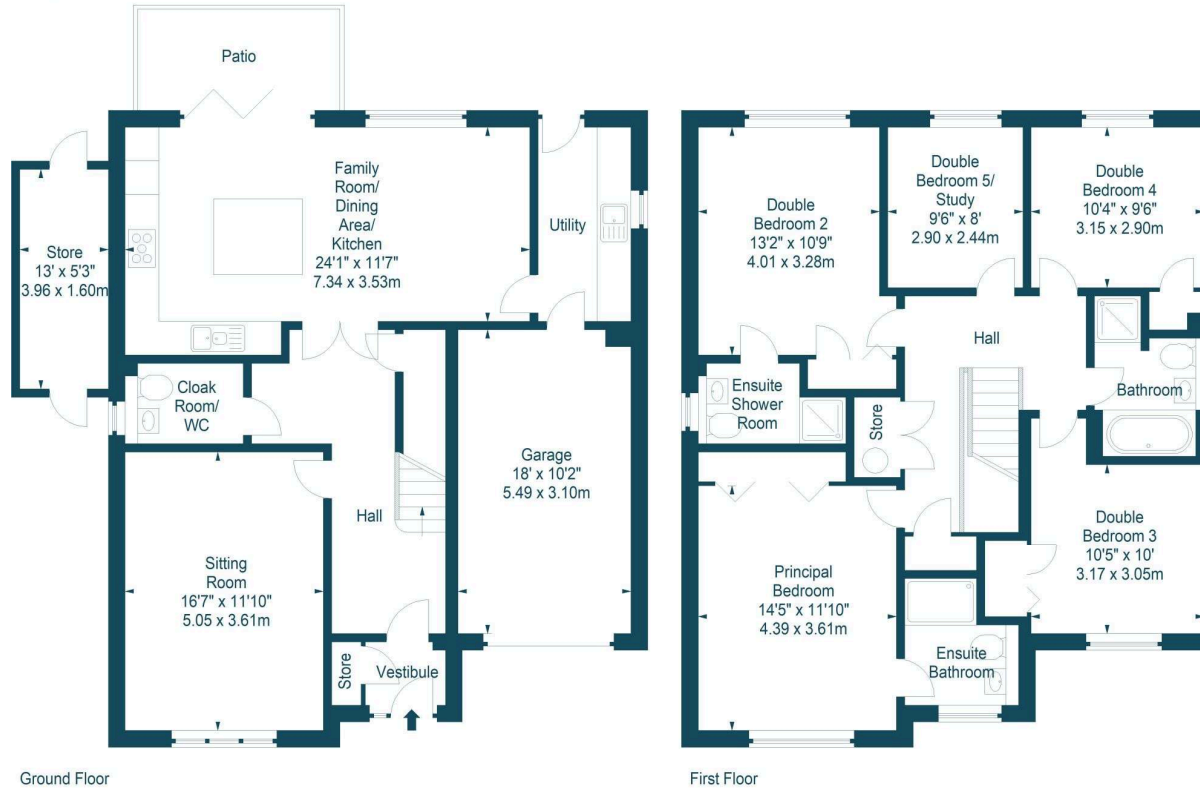 Patio
Family
Room/
Dining
Area/
Kitchen
24'1" x 11'7"
7.34 x 3.53m
Utility
Store
13' x 5'3"
3.96 x 1.60m
Cloak
Room/
WC
Garage
18' x 10'2"
5.49 x 3.10m
Hall
Sitting
Room
16'7" x 11'10"
5.05 x 3.61m
Store
Vestibule
Ground Floor
Double
Bedroom 2
13'2" x 10'9"
4.01 x 3.28m
Double
Bedroom 5/
Study
9'6" x 8'
2.90 x 2.44m
Double
Bedroom 4
10'4" x 9'6"
3.15 x 2.90m
Hall
Ensuite
Shower
Room
Store
Bathroom
Principal
Bedroom
14'5" x 11'10"
4.39 x 3.61m
Double
Bedroom 3
10'5" x 10'
3.17 x 3.05m
Ensuite
Bathroom
First Floor